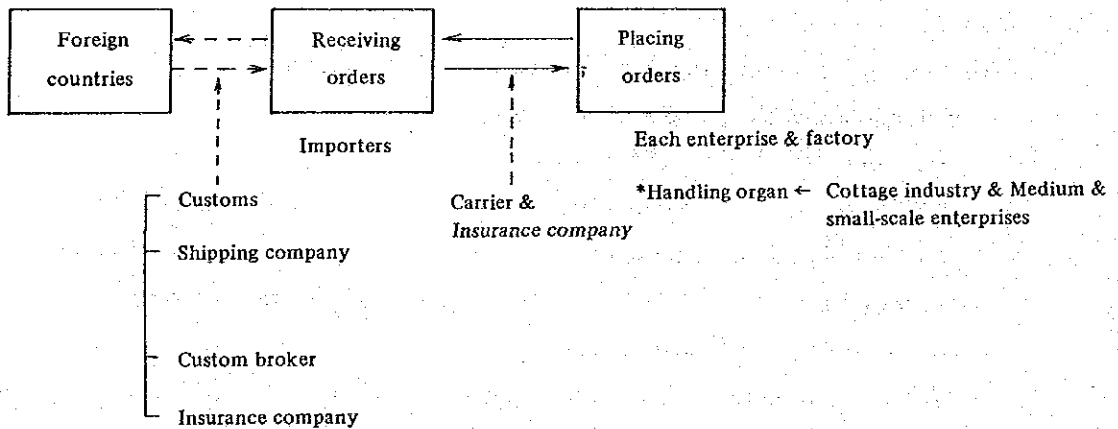 Foreign
countries
Receiving
orders
Placing
orders
Importers
Each enterprise & factory
Customs
Shipping company
Custom broker
Insurance company
Carrier &
Insurance company
*Handling organ ← Cottage industry & Medium &
small-scale enterprises